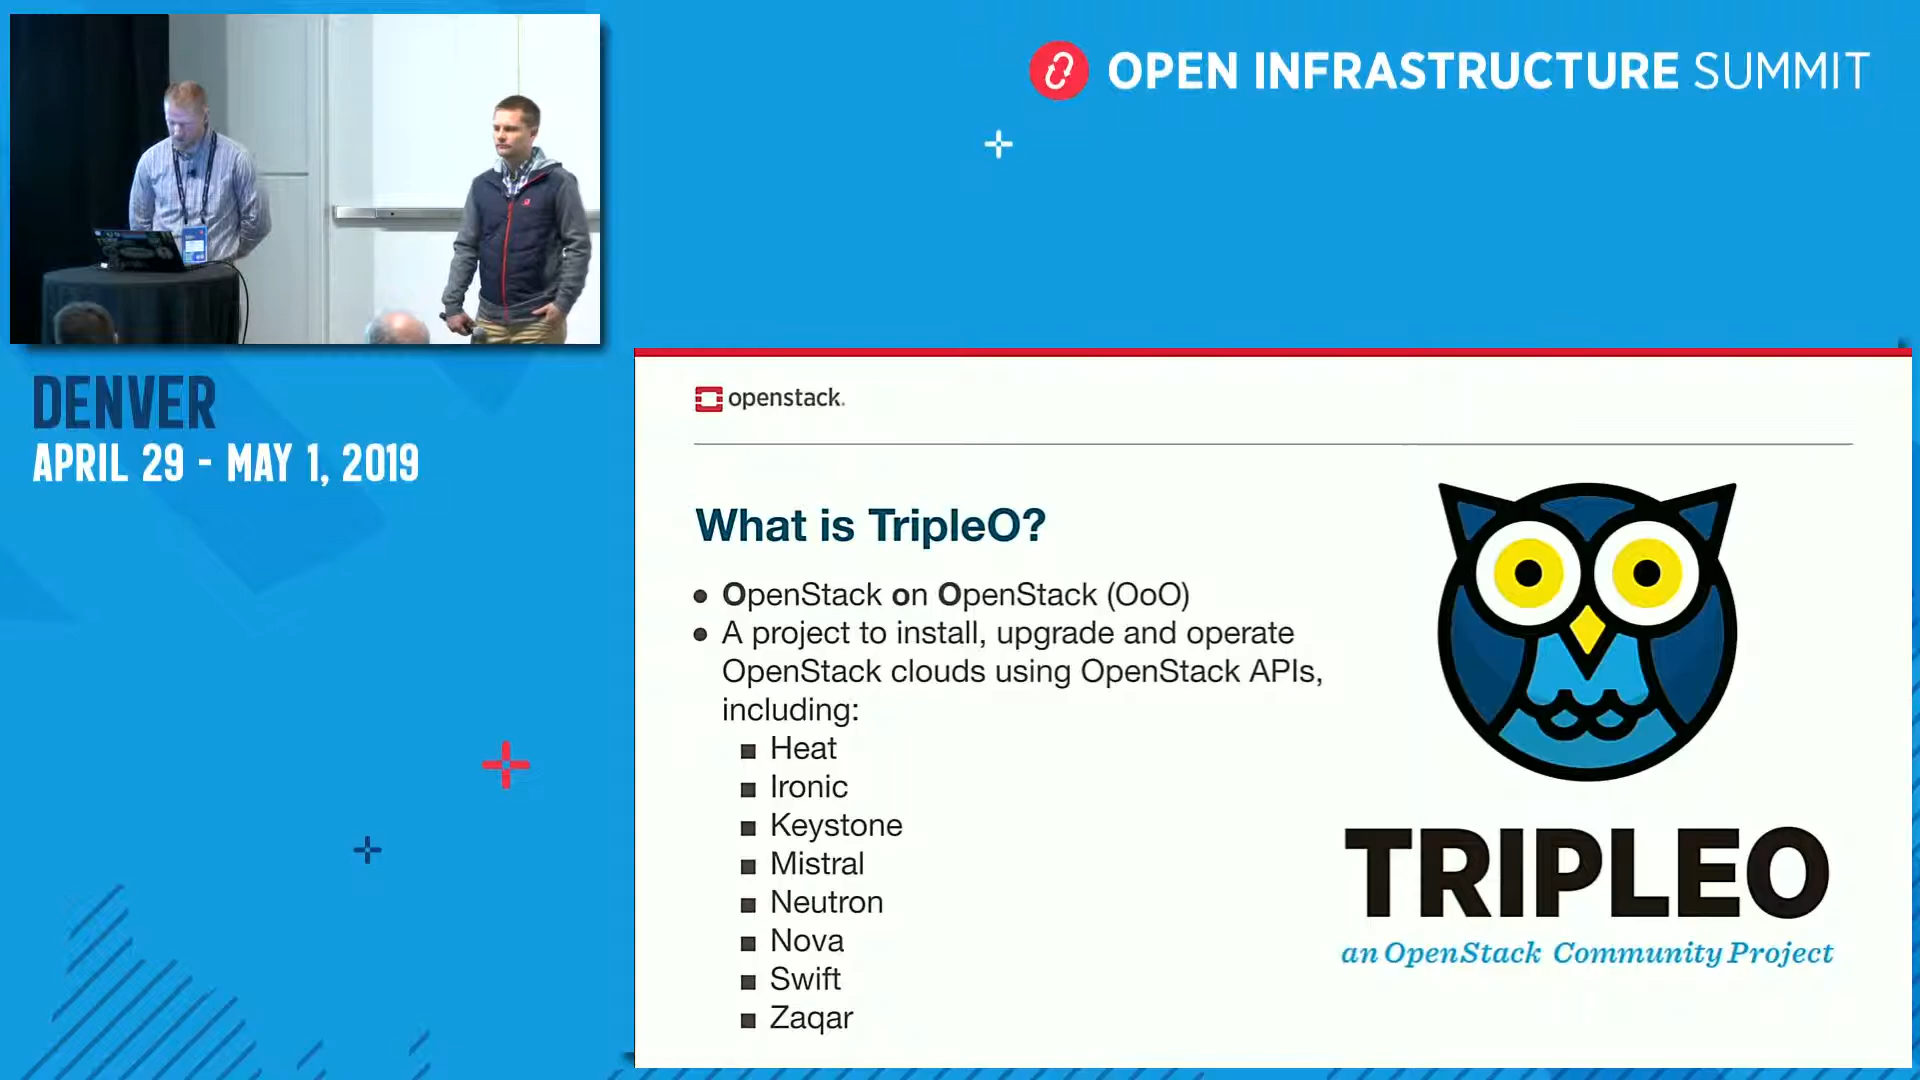 OPEN INFRASTRUCTURE SUMMIT
DENVER
APRIL 29 - MAY 1, 2019
openstack.
What is TripleO?
● OpenStack on OpenStack (OoO)
● A project to install, upgrade and operate
OpenStack clouds using OpenStack APIs,
including:
■ Heat
■ Ironic
■ Keystone
■ Mistral
■ Neutron
■ Nova
■ Swift
■ Zaqar
TRIPLEO
an OpenStack Community Project